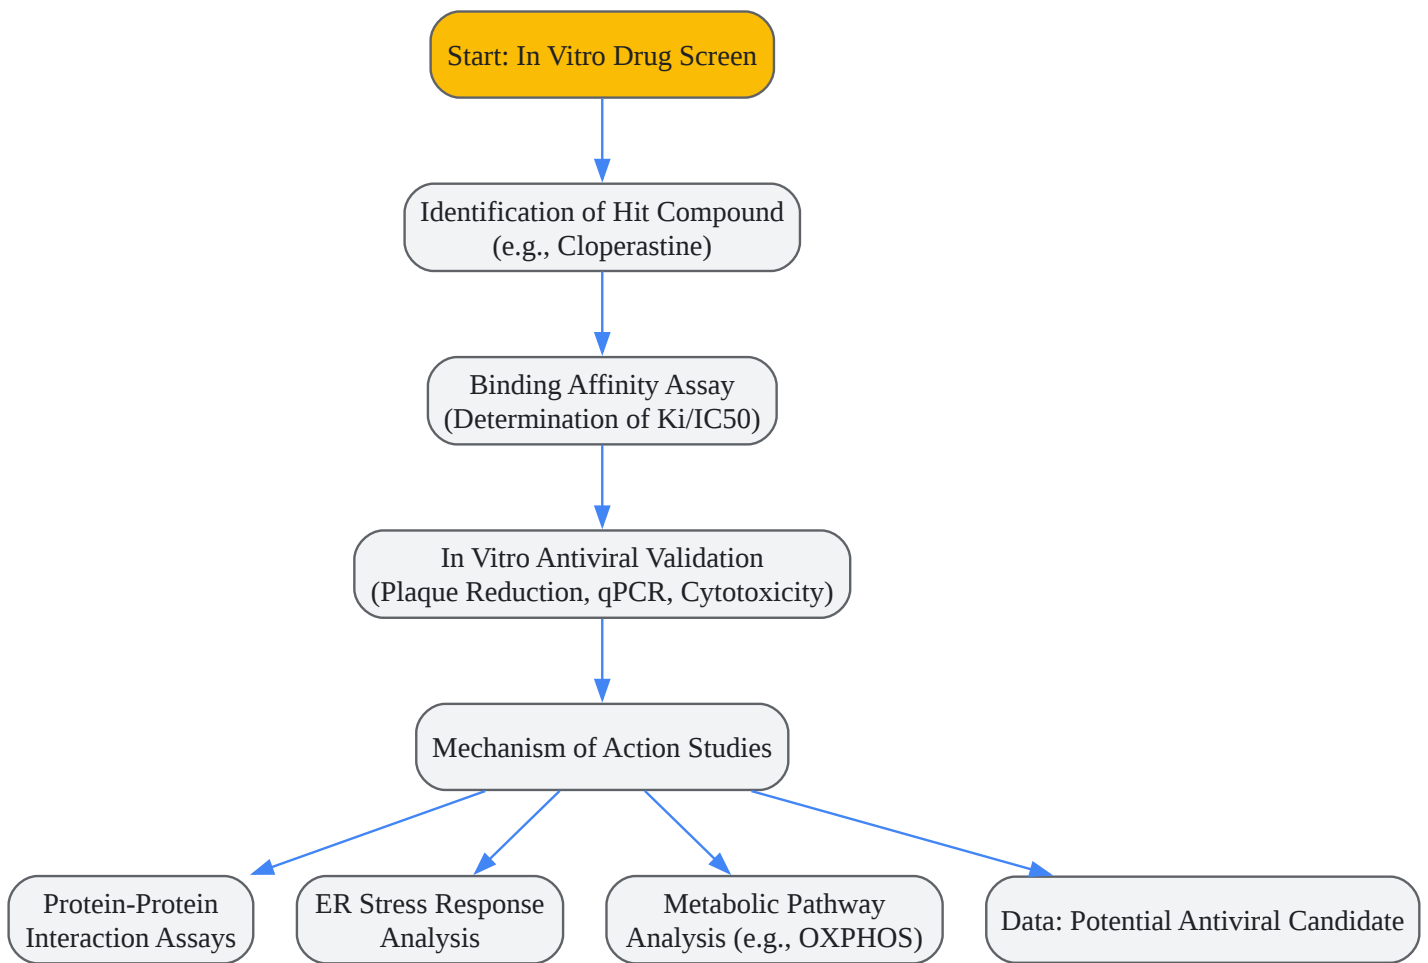 Start: In Vitro Drug Screen
Identification of Hit Compound
(e.g., Cloperastine)
Binding Affinity Assay
(Determination of Ki/IC50)
In Vitro Antiviral Validation
(Plaque Reduction, qPCR, Cytotoxicity)
Mechanism of Action Studies
Protein-Protein
Interaction Assays
ER Stress Response
Analysis
Metabolic Pathway
Analysis (e.g., OXPHOS)
Data: Potential Antiviral Candidate